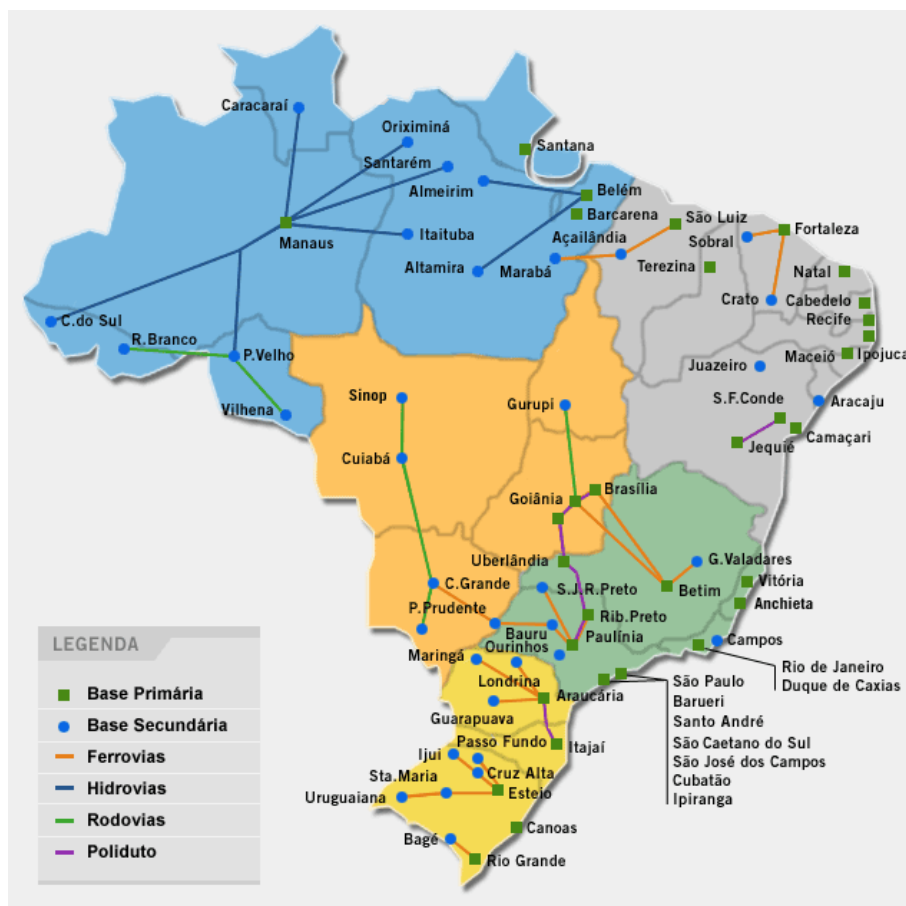 Caracaraí
Oriximiná
Santarém
Almeirim
Santana
Belém
Barcarena
Manaus
Itaituba
Altamira
Marabá
Açailândia
São Luiz
Sobral
Fortaleza
Terezina
Natal
Crato
Cabedelo
Recife
Ipojuca
Maceió
Juazeiro
C.do Sul
R.Branco
P.Velho
Vilhena
Sinop
Cuiabá
Gurupi
S.F.Conde
Aracaju
Camaçari
Jequié
Brasília
Goiânia
Uberlândia
G.Valadares
Betim
Vitória
Anchieta
C.Grande
S.J.R.Preto
P.Prudente
Rib.Preto
Bauru
Paulínia
Ourinhos
Campos
Maringá
Londrina
Araucária
Guarapuava
Rio de Janeiro
Duque de Caxias
São Paulo
Barueri
Santo André
São Caetano do Sul
São José dos Campos
Cubatão
Ipiranga
Passo Fundo
Itajaí
Ijui
Cruz Alta
Sta.Maria
Esteio
Uruguaiana
Canoas
Bagé
Rio Grande
LEGENDA
Base Primária
Base Secundária
Ferrovias
Hidrovias
Rodovias
Poliduto